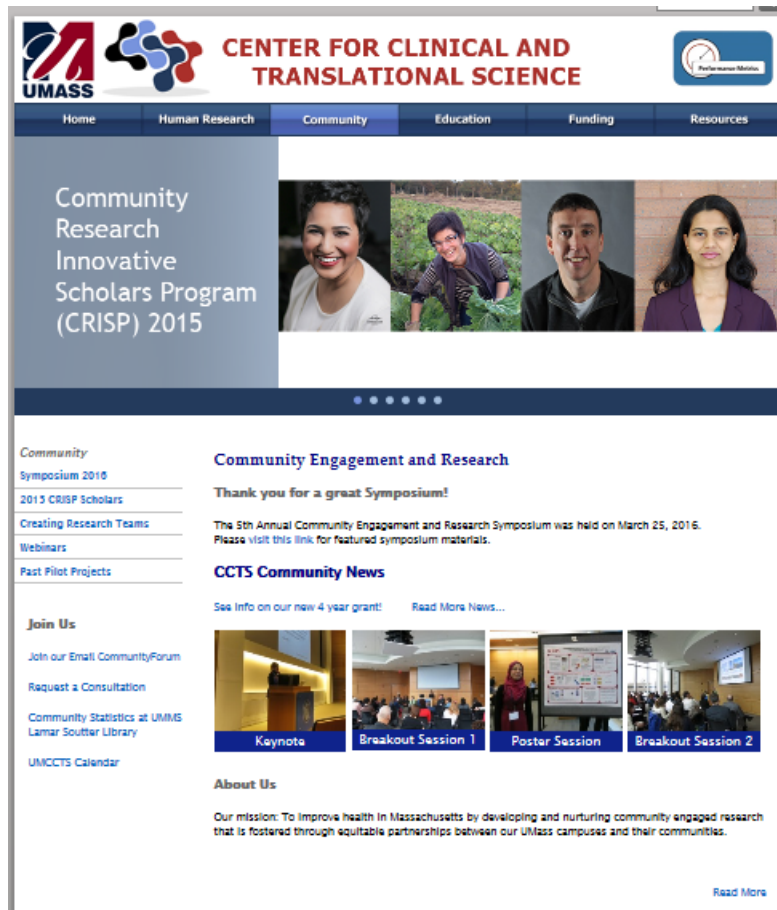 UMASS
CENTER FOR CLINICAL AND
TRANSLATIONAL SCIENCE
Performance Metrics
Home Human Research Community Education Funding Resources
Community
Research
Innovative
Scholars Program
(CRISP) 2015
Community
Symposium 2016
2015 CRISP Scholars
Creating Research Teams
Webinars
Past Pilot Projects
Join Us
Join our Email CommunityForum
Request a Consultation
Community Statistics at UMMS
Lamar Soutter Library
UMCCTS Calendar
Community Engagement and Research
Thank you for a great Symposium!
The 5th Annual Community Engagement and Research Symposium was held on March 25, 2016.
Please visit this link for featured symposium materials.
CCTS Community News
See info on our new 4 year grant! Read More News...
Keynote Breakout Session 1 Poster Session Breakout Session 2
About Us
Our mission: To improve health in Massachusetts by developing and nurturing community engaged research
that is fostered through equitable partnerships between our UMass campuses and their communities.
Read More